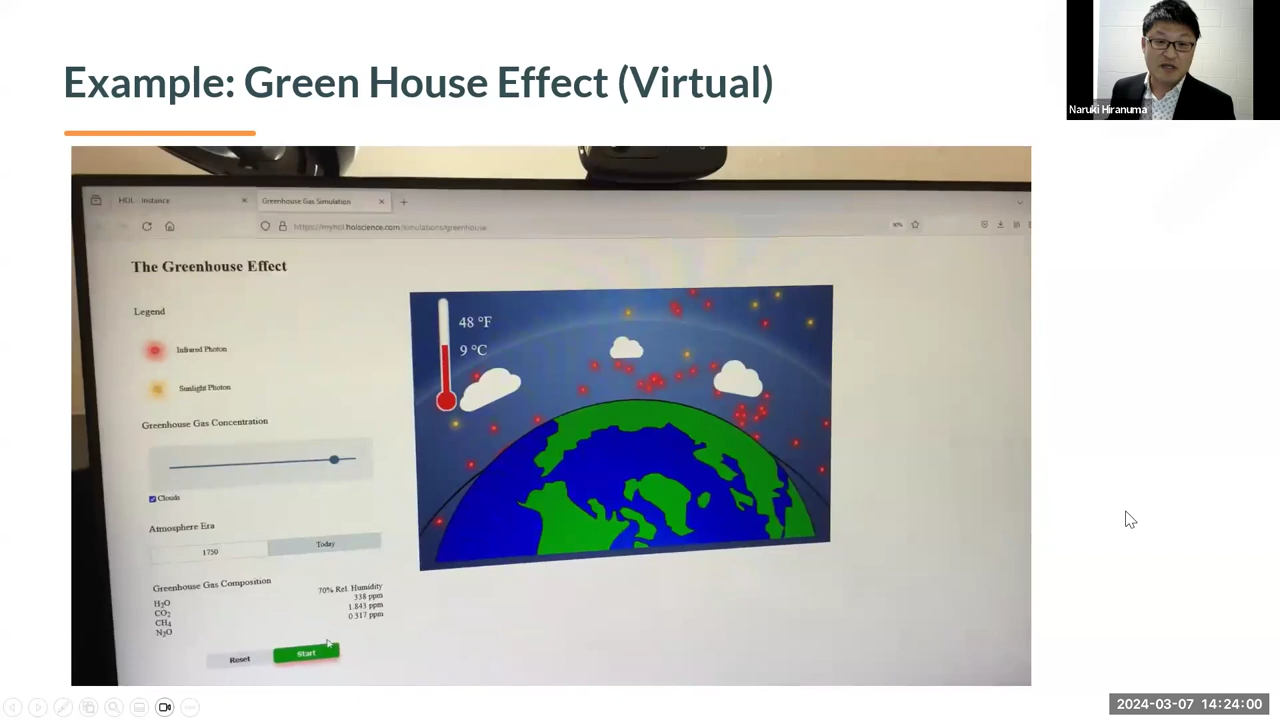 Example: Green House Effect (Virtual)
Naruki Hiranuma
HOL instance
Greenhouse Gas Simulation
https://myhol.holscience.com/simulations/greenhouse
90%
The Greenhouse Effect
Legend
Infrared Photon
Sunlight Photon
Greenhouse Gas Concentration
Clouds
Atmosphere Era
1750
Today
Greenhouse Gas Composition
H₂O
CO₂
CH₄
N₂O
70% Rel. Humidity
338 ppm
1.843 ppm
0.317 ppm
Reset
Start
48 °F
9 °C
2024-03-07 14:24:00